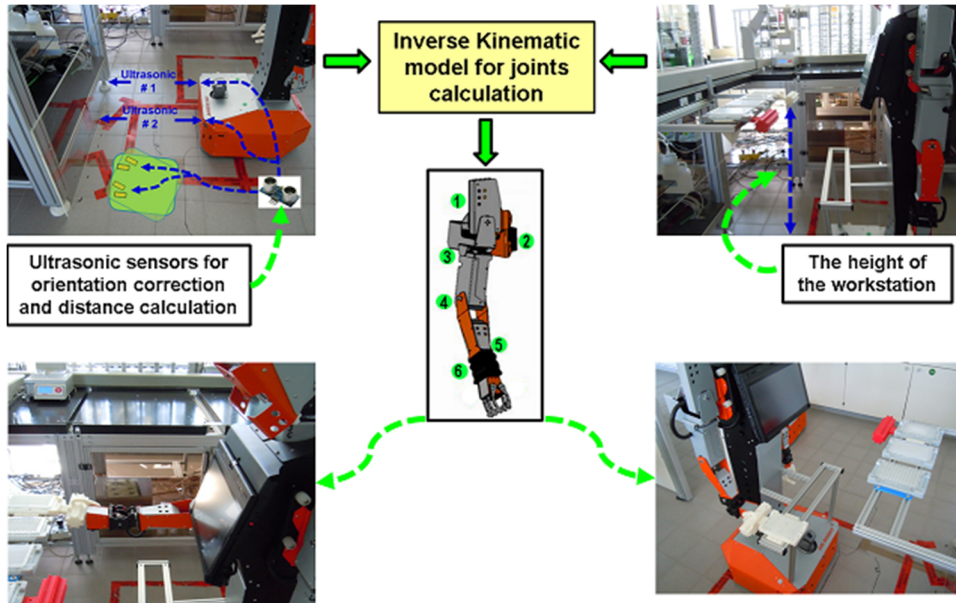 Inverse Kinematic
model for joints
calculation
Ultrasonic
# 1
Ultrasonic
# 2
1
2
3
4
5
6
Ultrasonic sensors for
orientation correction
and distance calculation
The height of
the workstation